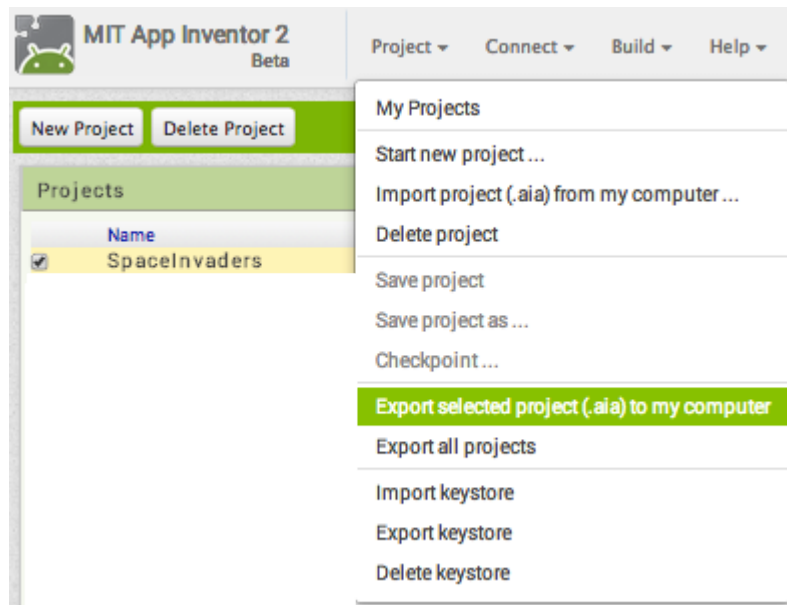 MIT App Inventor 2
Beta
Project
Connect
Build
Help
New Project
Delete Project
Projects
Name
SpaceInvaders
My Projects
Start new project ...
Import project (.aia) from my computer ...
Delete project
Save project
Save project as ...
Checkpoint ...
Export selected project (.aia) to my computer
Export all projects
Import keystore
Export keystore
Delete keystore